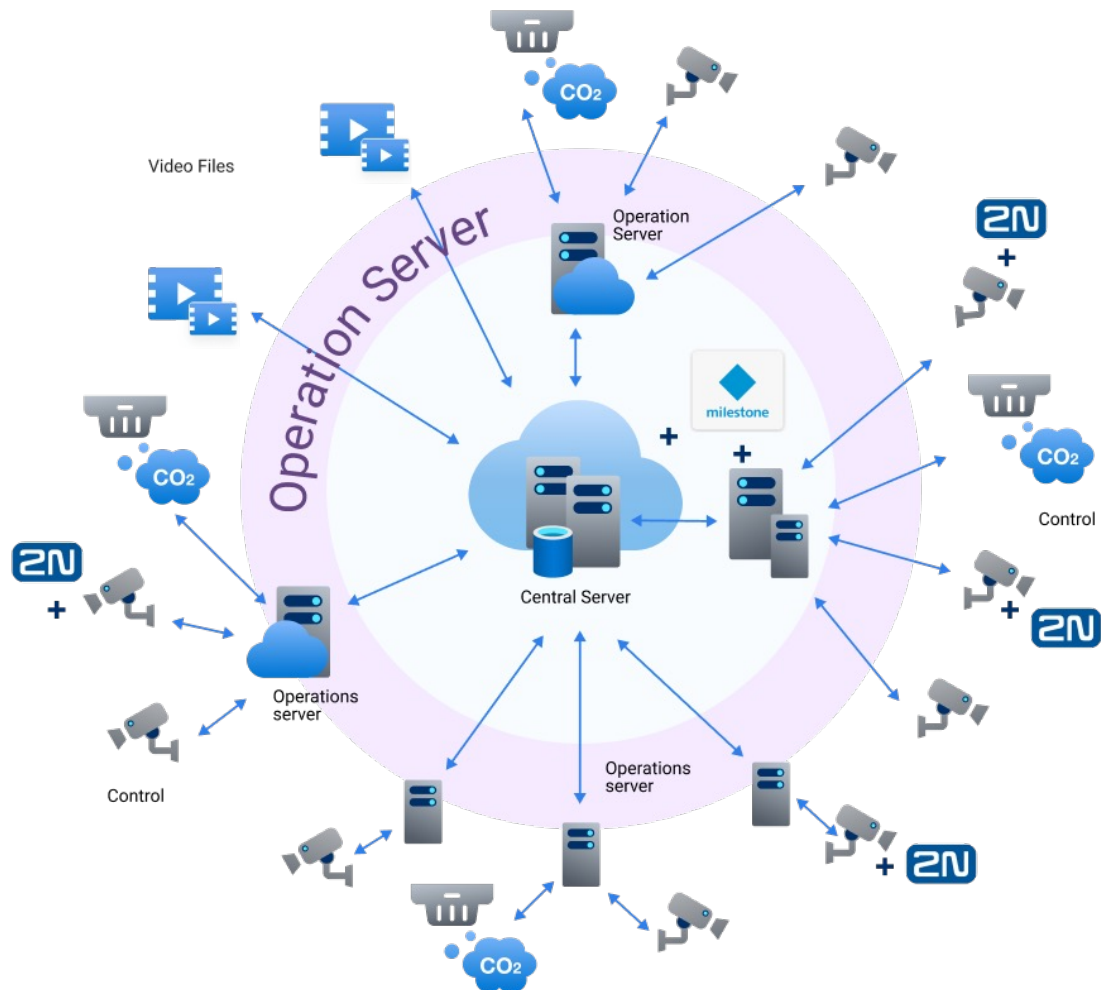 CO2
Video Files
Operation
Server
2N
+
Operation Server
milestone
+
+
CO2
CO2
Control
2N
+
Central Server
+
2N
Operations
server
Operations
server
Control
+
2N
CO2